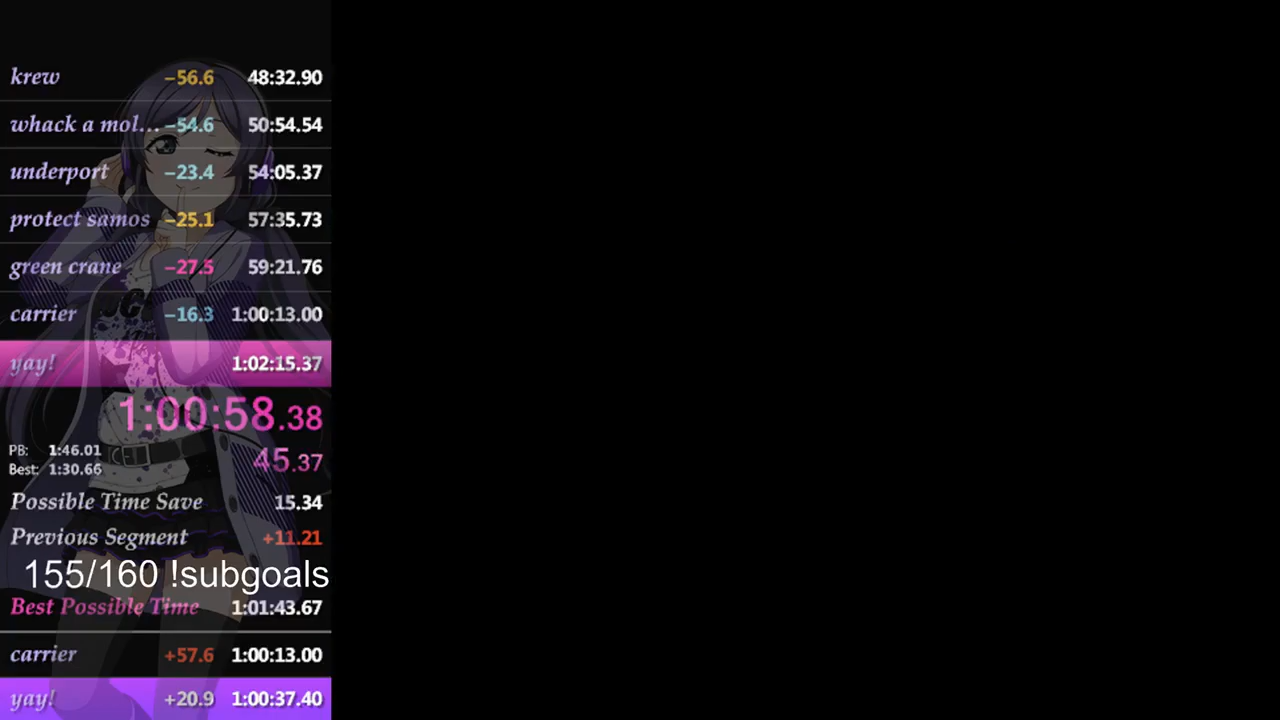 krew −56.6 48:32.90
whack a mol... −54.6 50:54.54
underport −23.4 54:05.37
protect samos −25.1 57:35.73
green crane −27.5 59:21.76
carrier −16.3 1:00:13.00
yay! 1:02:15.37
1:00:58.38
PB: 1:46.01 45.37
Best: 1:30.66
Possible Time Save 15.34
Previous Segment +11.21
155/160 !subgoals
Best Possible Time 1:01:43.67
carrier +57.6 1:00:13.00
yay! +20.9 1:00:37.40